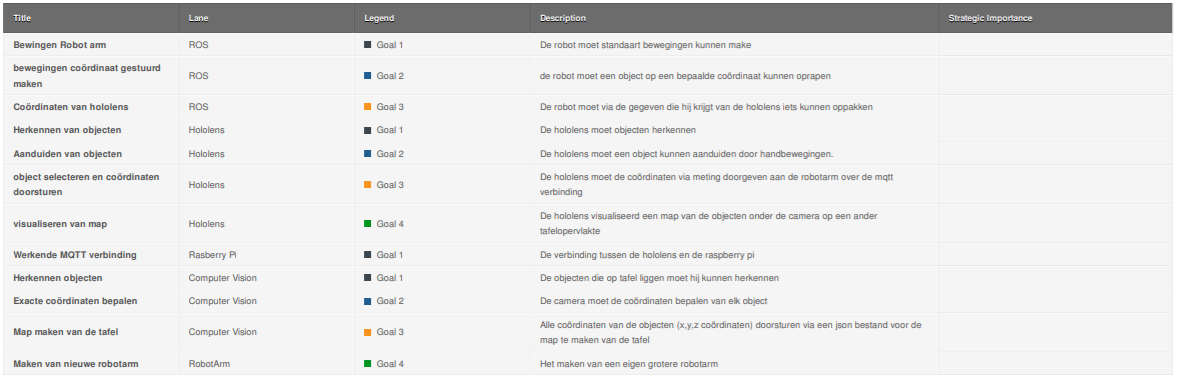 Title Lane Legend Description Strategic Importance
Bewingen Robot arm ROS Goal 1 De robot moet standaart bewegingen kunnen make
bewegingen coördinaat gestuurd
maken ROS Goal 2 de robot moet een object op een bepaalde coördinaat kunnen oprapen
Coördinaten van hololens ROS Goal 3 De robot moet via de gegeven die hij krijgt van de hololens iets kunnen oppakken
Herkennen van objecten Hololens Goal 1 De hololens moet objecten herkennen
Aanduiden van objecten Hololens Goal 2 De hololens moet een object kunnen aanduiden door handbewegingen.
object selecteren en coördinaten
doorsturen Hololens Goal 3 De hololens moet de coördinaten via meting doorgeven aan de robotarm over de mqtt
verbinding
visualiseren van map Hololens Goal 4 De hololens visualiseerd een map van de objecten onder de camera op een ander
tafelopervlakte
Werkende MQTT verbinding Rasberry Pi Goal 1 De verbinding tussen de hololens en de raspberry pi
Herkennen objecten Computer Vision Goal 1 De objecten die op tafel liggen moet hij kunnen herkennen
Exacte coördinaten bepalen Computer Vision Goal 2 De camera moet de coördinaten bepalen van elk object
Map maken van de tafel Computer Vision Goal 3 Alle coördinaten van de objecten (x,y,z coördinaten) doorsturen via een json bestand voor de
map te maken van de tafel
Maken van nieuwe robotarm RobotArm Goal 4 Het maken van een eigen grotere robotarm